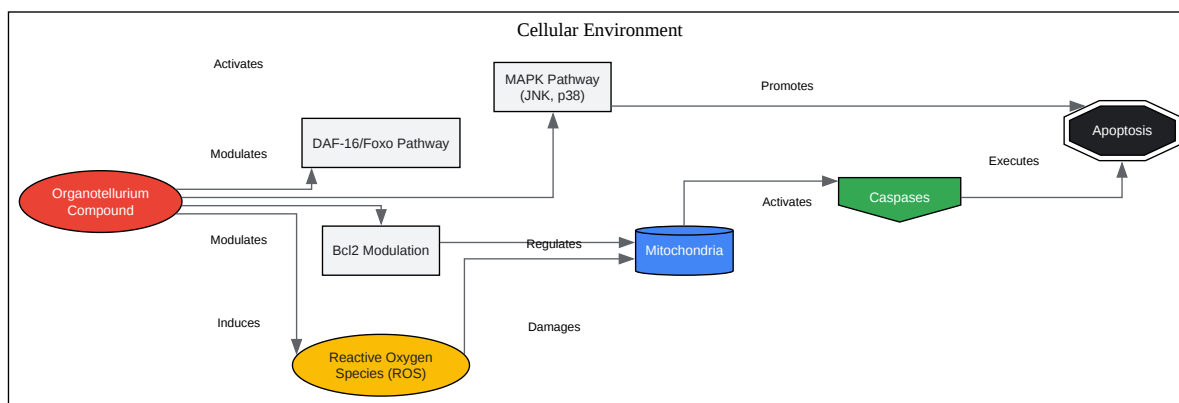 Cellular Environment
Activates
MAPK Pathway
(JNK, p38)
Promotes
Apoptosis
DAF-16/Foxo Pathway
Modulates
Executes
Organotellurium
Compound
Caspases
Activates
Modulates
Bcl2 Modulation
Regulates
Mitochondria
Induces
Damages
Reactive Oxygen
Species (ROS)